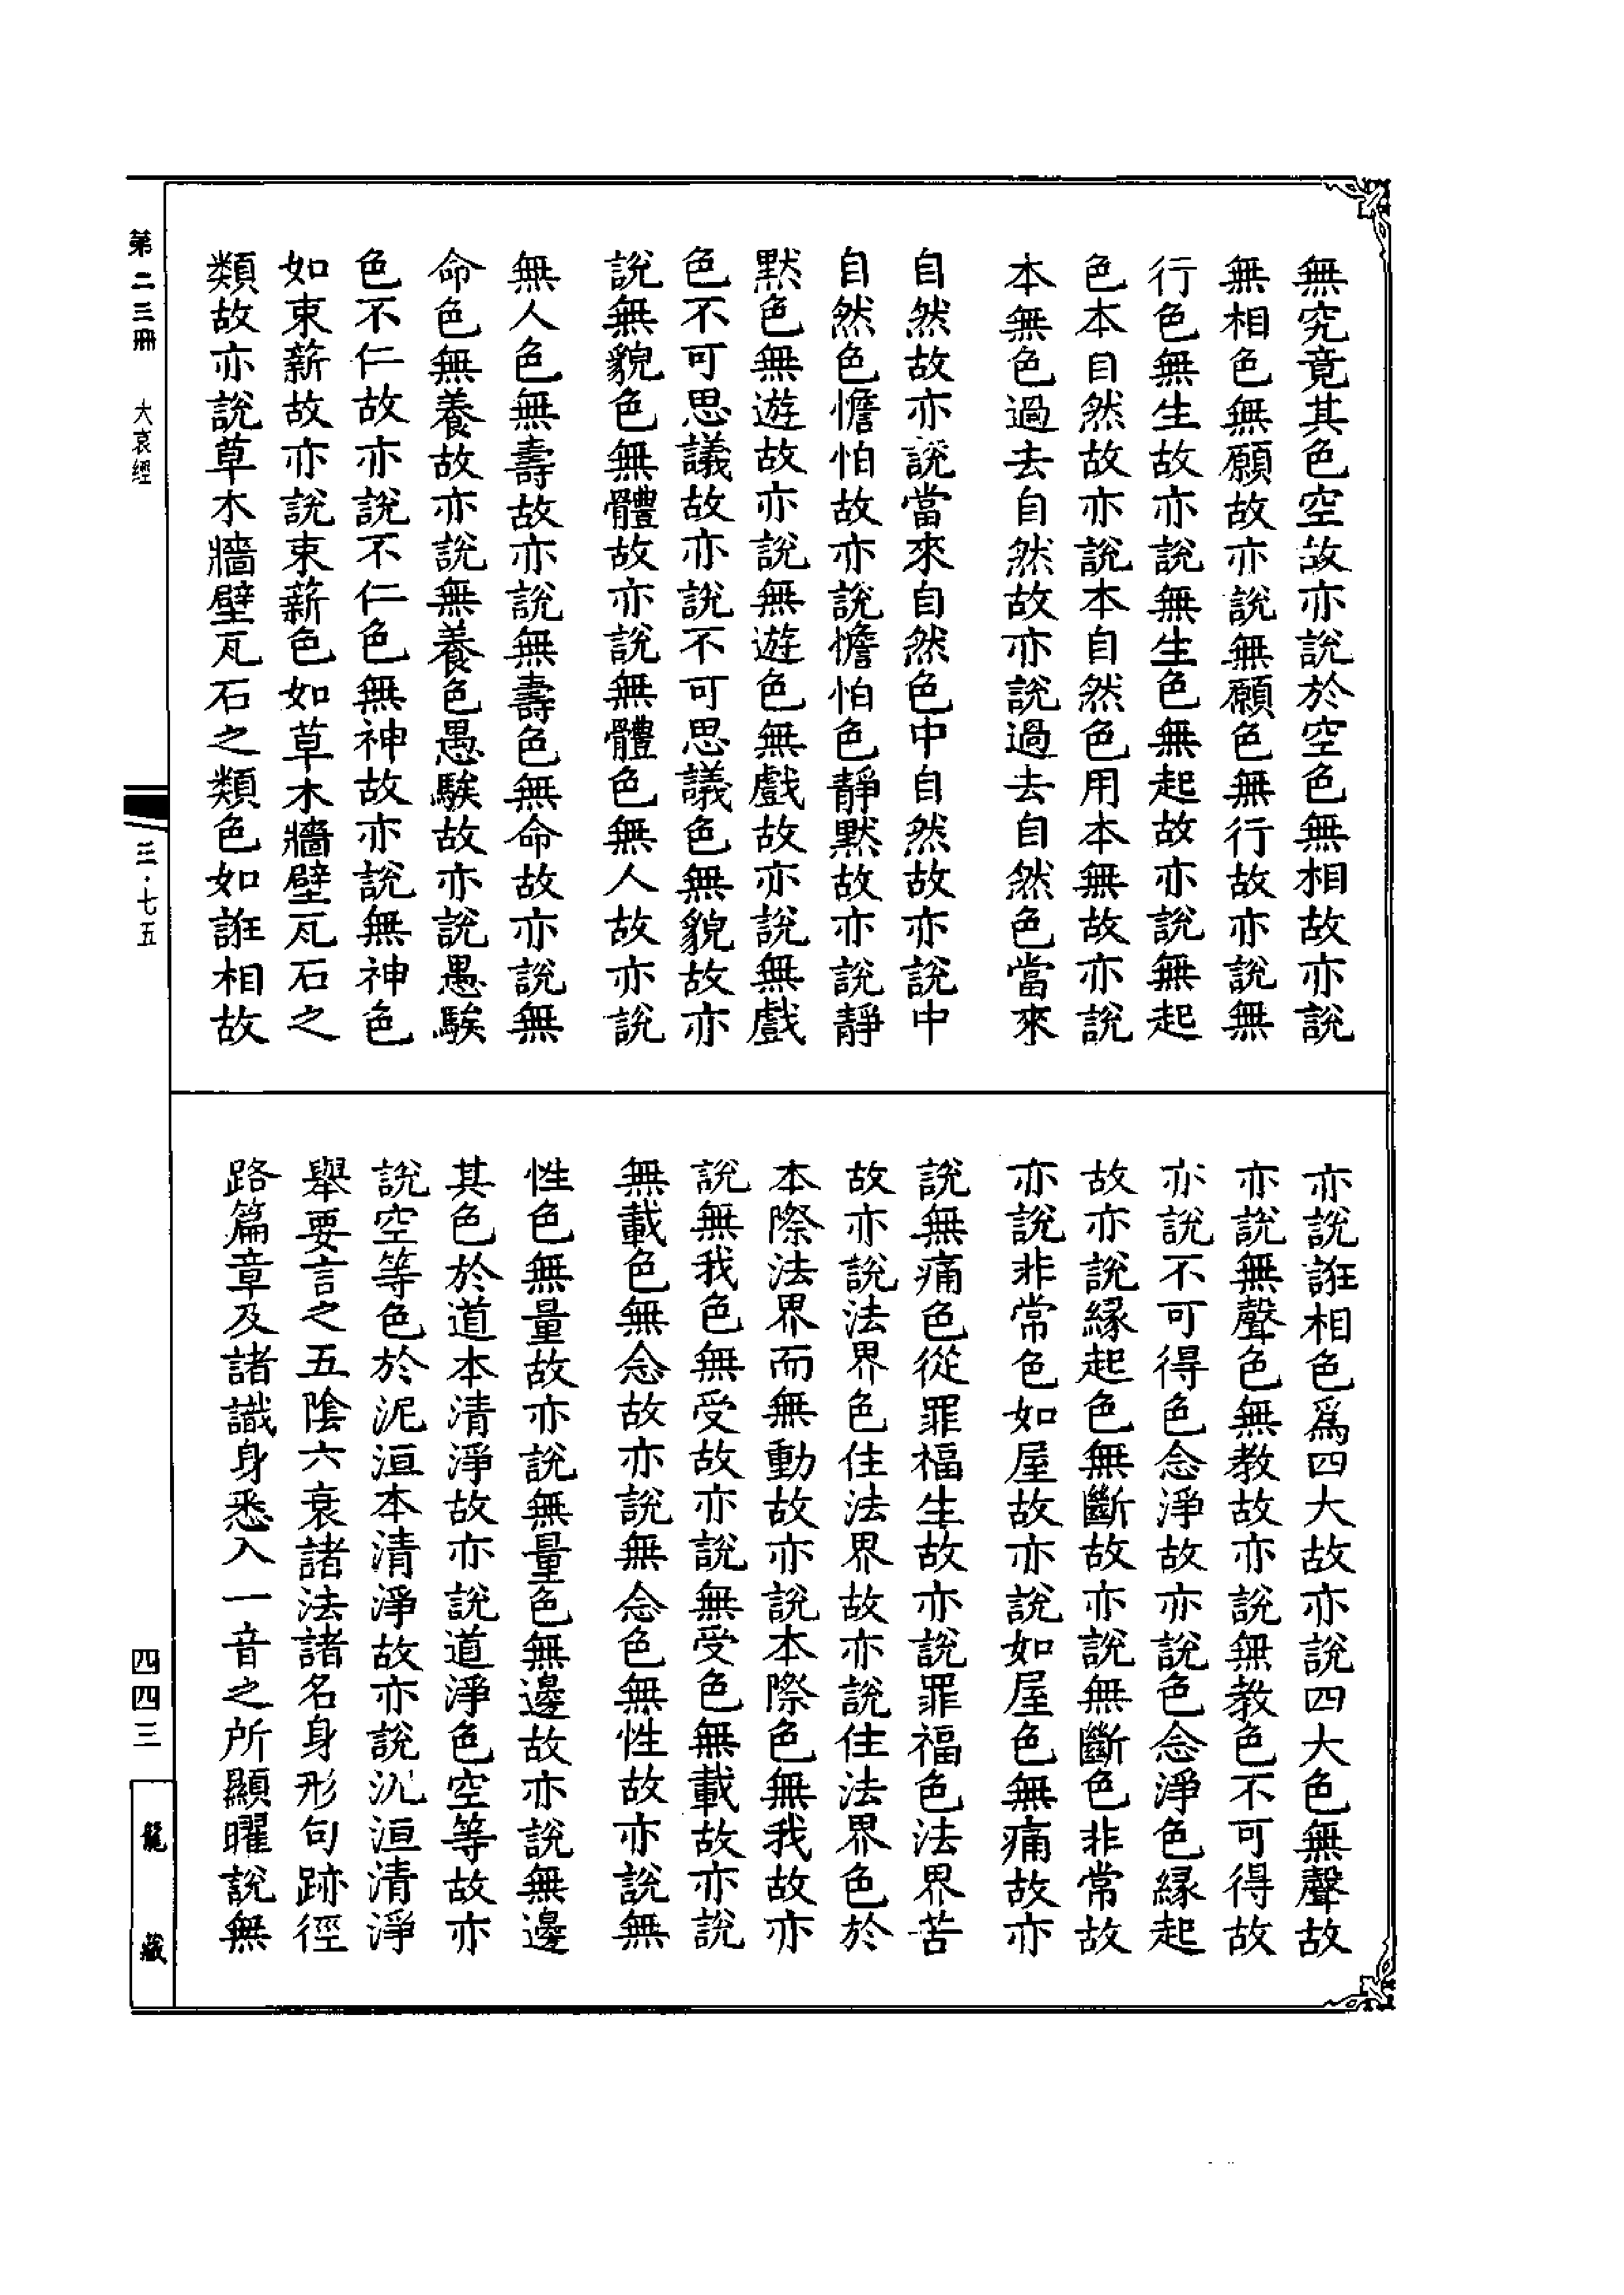 無究竟其色空故亦說於空色無相故亦說
無相色無願故亦說無願色無行故亦說無
行色無生故亦說無生色無起故亦說無起
色本自然故亦說本自然色用本無故亦說
本無色過去自然故亦說過去自然色當來
自然故亦說當來自然色中自然故亦說中
自然色憺怕故亦說憺怕色靜默故亦說靜
默色無遊故亦說無遊色無戲故亦說無戲
色不可思議故亦說不可思議色無貌故亦
說無貌色無體故亦說無體色無人故亦說
無人色無壽故亦說無壽色無命故亦說無
命色無養故亦說無養色愚騃故亦說愚騃
色不仁故亦說不仁色無神故亦說無神色
如束薪故亦說束薪色如草木牆壁瓦石之
類故亦說草木牆壁瓦石之類色如誑相故
亦說誑相色爲四大故亦說四大色無聲故
亦說無聲色無教故亦說無教色不可得故
亦說不可得色念淨故亦說色念淨色緣起
故亦說緣起色無斷故亦說無斷色非常故
亦說非常色如屋故亦說如屋色無痛故亦
說無痛色從罪福生故亦說罪福色法界苦
故亦說法界色住法界故亦說住法界色於
本際法界而無動故亦說本際色無我故亦
說無我色無受故亦說無受色無載故亦說
無載色無念故亦說無念色無性故亦說無
性色無量故亦說無量色無邊故亦說無邊
其色於道本清淨故亦說道淨色空等故亦
說空等色於泥洹本清淨故亦說泥洹清淨
舉要言之五陰六衰諸法諸名身形句跡徑
路篇章及諸識身悉入一音之所顯曜說無
第二三冊 大哀經
三·七五
四四三
龍藏